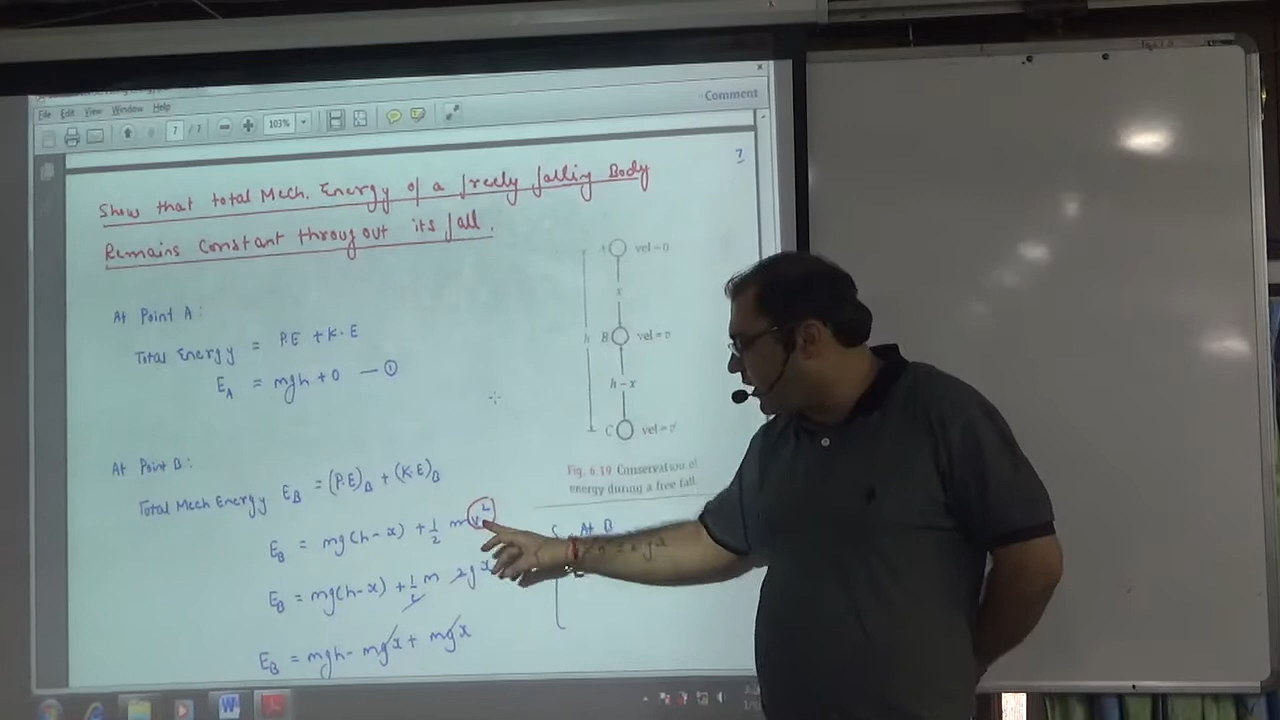 File Edit View Window Help
7 / 7
103%
Comment
7
Show that total Mech. Energy of a freely falling Body
Remains Constant througout its fall.
At Point A:
Total Energy = P.E + K.E
E_A = mgh + 0 — ①
At Point B:
Total Mech Energy E_B = (P.E)_B + (K.E)_B
E_B = mg(h-x) + 1/2 mv²
E_B = mg(h-x) + 1/2 m 2gx
E_B = mgh - mgx + mgx
A vel = 0
x
h B vel = v
h-x
C vel = v'
Fig. 6.19 Conservation of
energy during a free fall
At B